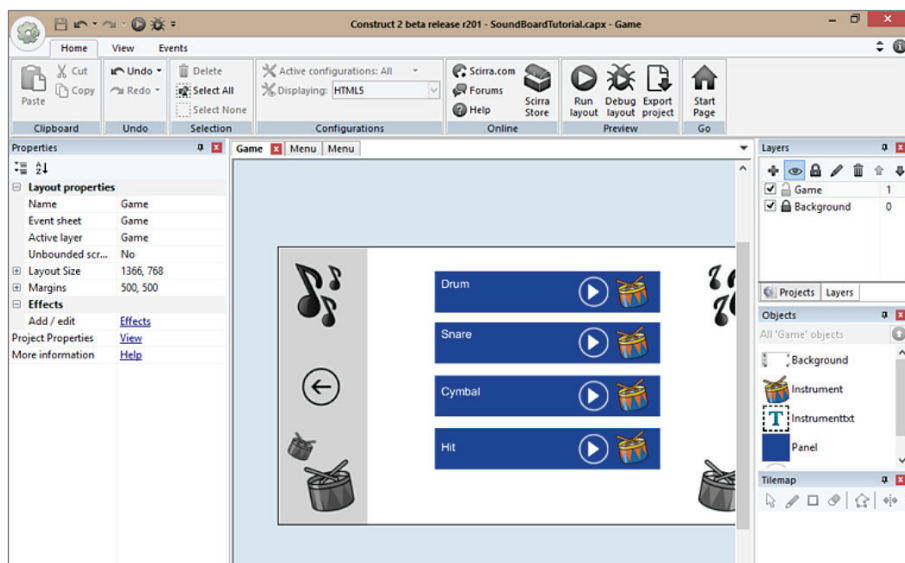 Construct 2 beta release r201 - SoundBoardTutorial.capx - Game
Home View Events
Paste
Cut
Copy
Clipboard
Undo
Redo
Undo
Delete
Select All
Select None
Selection
Active configurations: All
Displaying: HTML5
Configurations
Scirra.com
Forums
Help
Scirra Store
Online
Run layout
Debug layout
Export project
Preview
Start Page
Go
Properties
Layout properties
Name Game
Event sheet Game
Active layer Game
Unbounded scr... No
Layout Size 1366, 768
Margins 500, 500
Effects
Add / edit Effects
Project Properties View
More information Help
Game Menu Menu
Drum
Snare
Cymbal
Hit
Layers
Game 1
Background 0
Projects Layers
Objects
All 'Game' objects
Background
Instrument
T Instrumenttxt
Panel
Tilemap